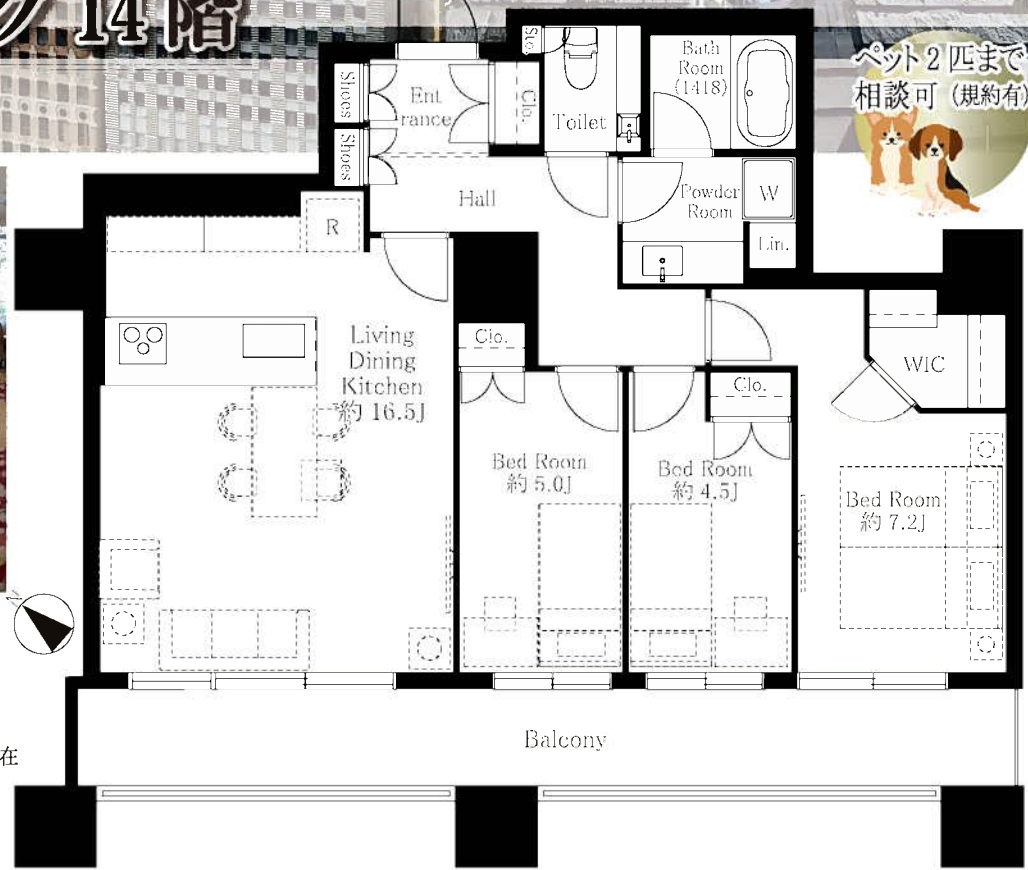 ク 14 階
ペット 2 匹まで
相談可 (規約有)
Sto.
Bath
Room
(1418)
Shoes
Ent
rance
Clo.
Toilet
Shoes
Hall
Powder
Room
W
R
Lin.
Living
Dining
Kitchen
約 16.5J
Clo.
WIC
Clo.
Bed Room
約 5.0J
Bed Room
約 4.5J
Bed Room
約 7.2J
N
Balcony
在